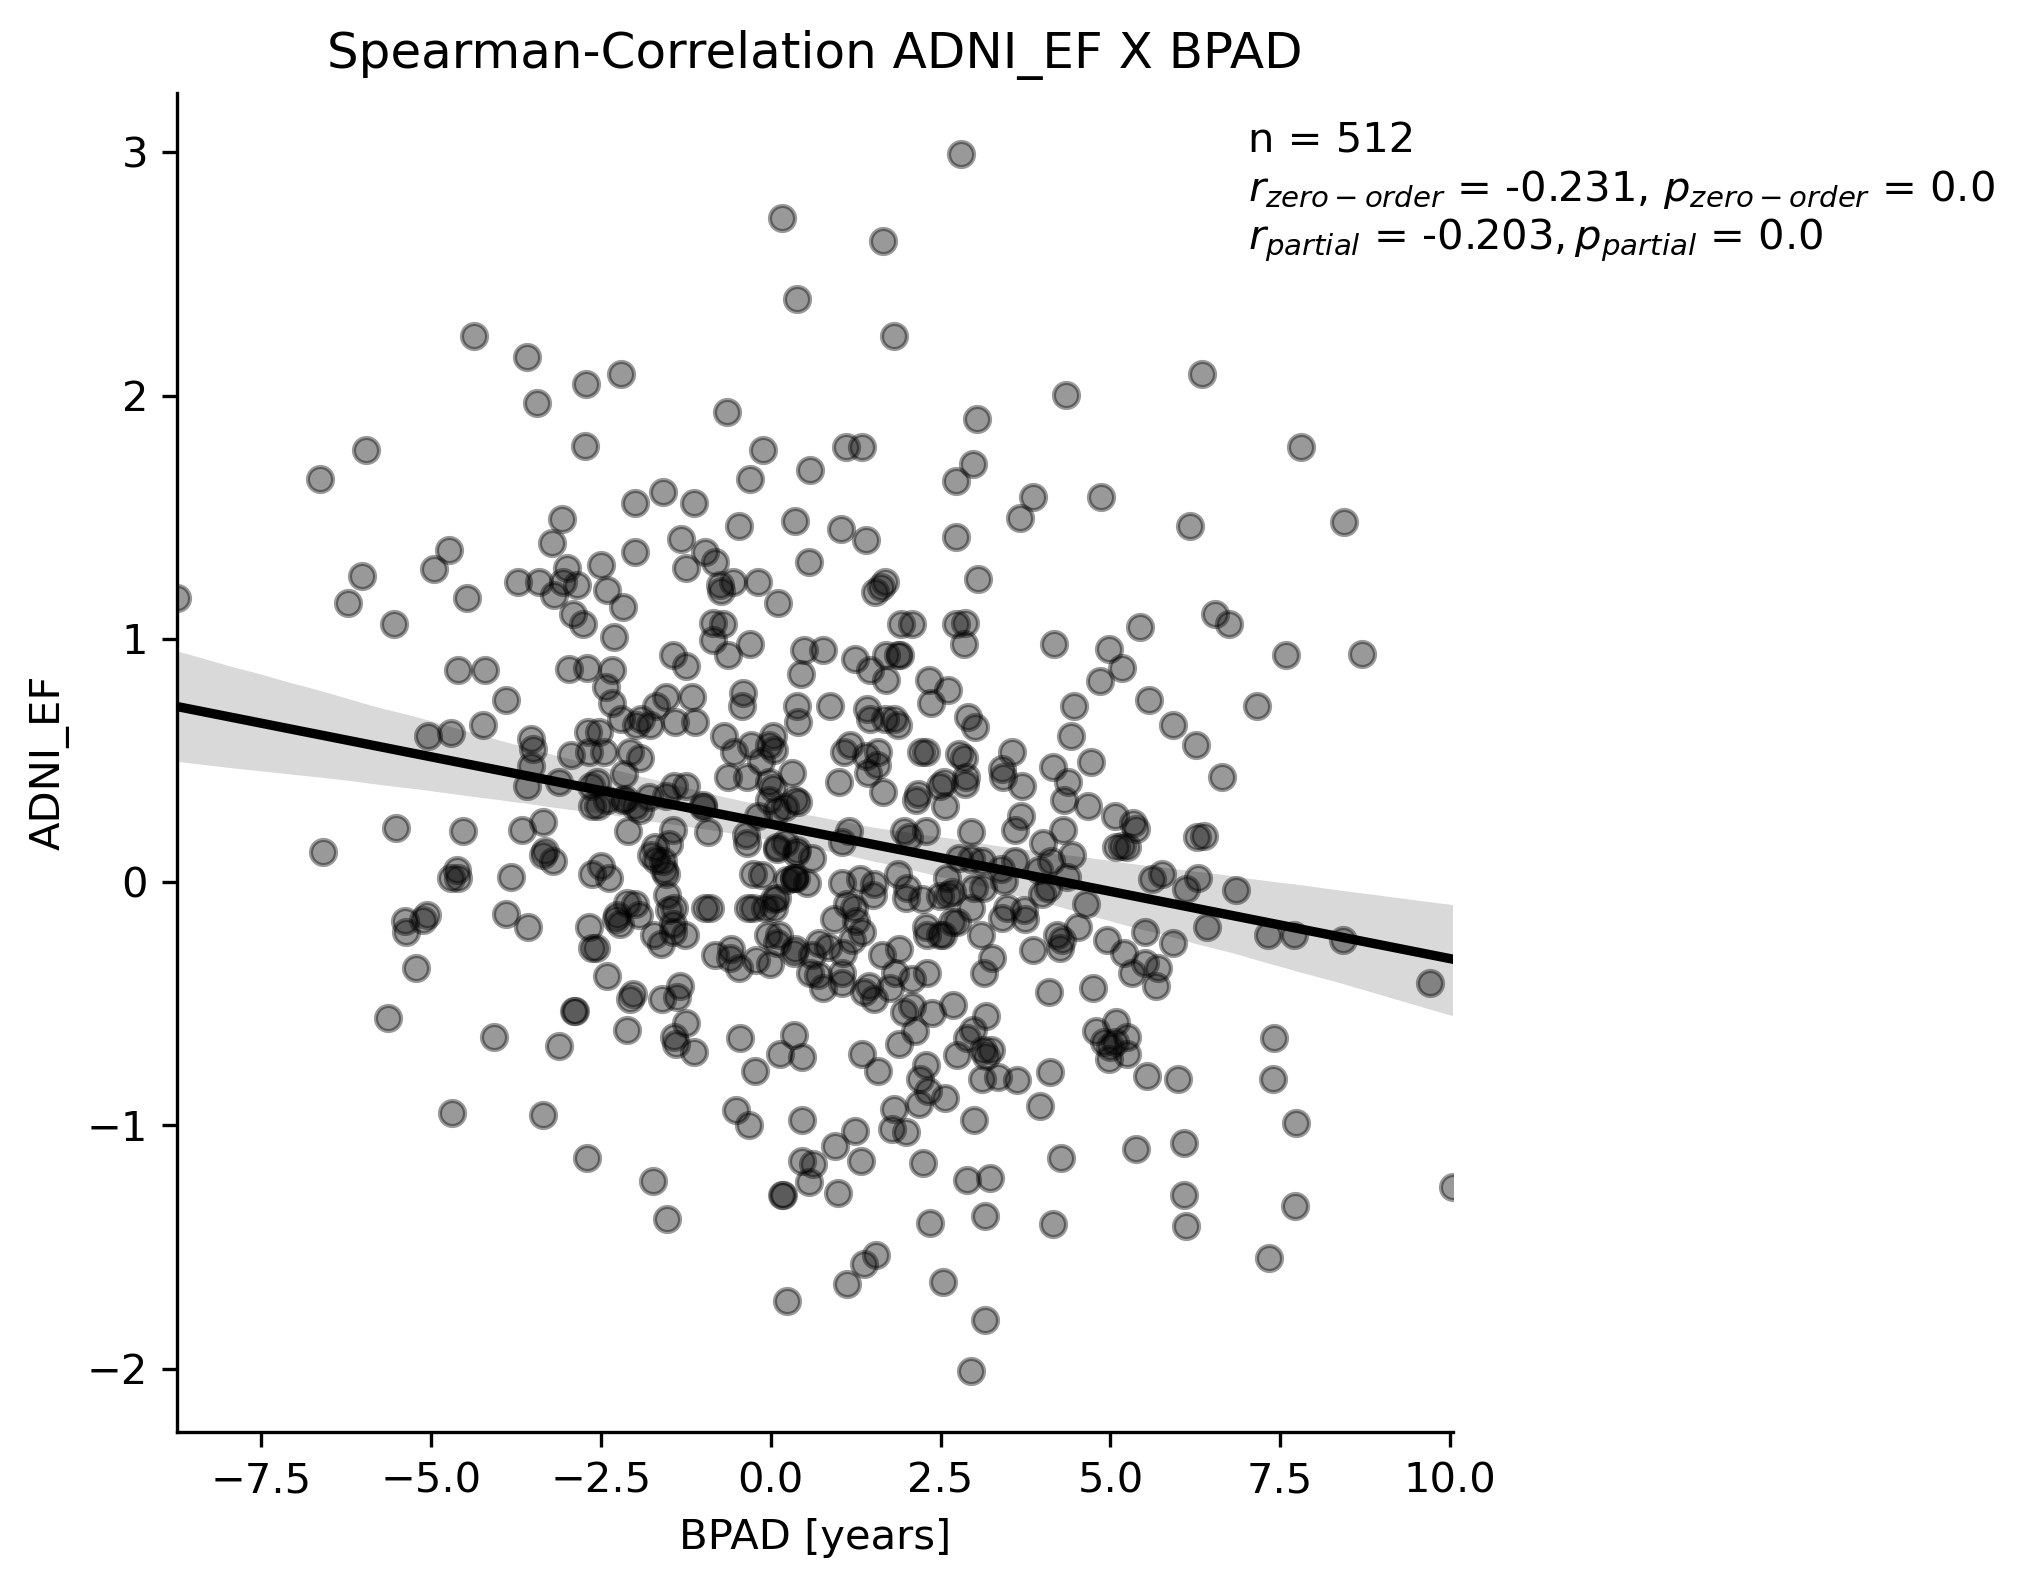 Spearman-Correlation ADNI_EF X BPAD
n = 512
r_{zero-order} = -0.231, p_{zero-order} = 0.0
r_{partial} = -0.203, p_{partial} = 0.0
3
2
1
0
−1
−2
ADNI_EF
−7.5 −5.0 −2.5 0.0 2.5 5.0 7.5 10.0
BPAD [years]